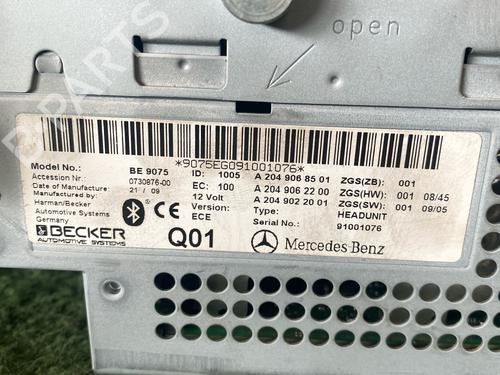 open
*9075EG091001076*
Model No.: BE 9075 ID: 1005 A 204 906 85 01 ZGS(ZB): 001
Accession Nr.: 0730876-00 EC: 100 A 204 906 22 00 ZGS(HW): 001 08/45
Date of Manufacture: 21 / 09 12 Volt A 204 902 20 01 ZGS(SW): 001 09/05
Manufactured by: Version: Type: HEADUNIT
Harman/Becker ECE Serial No.: 91001076
Automotive Systems
Germany
CE
BECKER Q01 Mercedes-Benz
AUTOMOTIVE SYSTEMS
B-PARTS